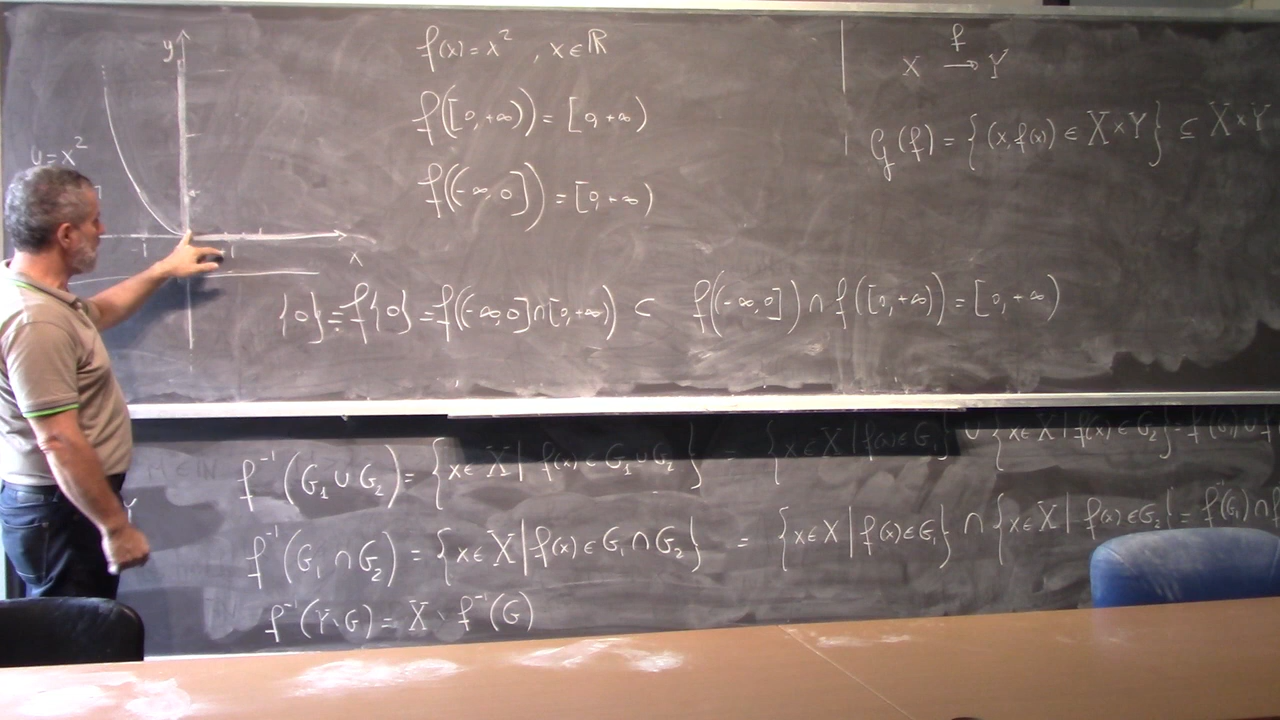 y
f(x) = x² , x ∈ ℝ
f([0, +∞)) = [0, +∞)
f((-∞, 0]) = [0, +∞)
x
{0} = f{0} = f((-∞, 0] ∩ [0, +∞)) ⊂ f((-∞, 0]) ∩ f([0, +∞)) = [0, +∞)
f
X → Y
G(f) = {(x, f(x)) ∈ X × Y} ⊆ X × Y
= x²
1
f⁻¹(G₁ ∪ G₂) = {x ∈ X | f(x) ∈ G₁ ∪ G₂} = {x ∈ X | f(x) ∈ G₁} ∪ {x ∈ X | f(x) ∈ G₂} =
f⁻¹(G₁ ∩ G₂) = {x ∈ X | f(x) ∈ G₁ ∩ G₂} = {x ∈ X | f(x) ∈ G₁} ∩ {x ∈ X | f(x) ∈ G₂} = f⁻¹(G₁) ∩ f
f⁻¹(Y \ G) = X \ f⁻¹(G)